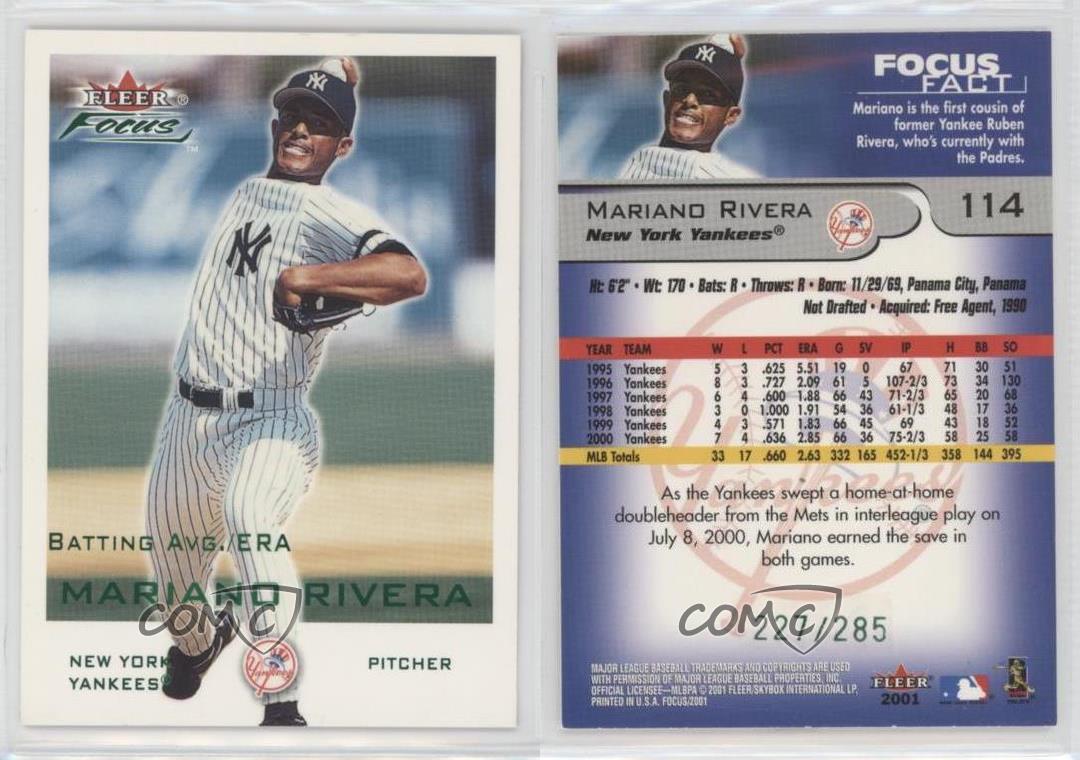 FLEER®
Focus™
NY
NY
BATTING AVG./ERA
MARIANO RIVERA
COMC
NEW YORK
YANKEES®
PITCHER
Yankees
NY
FOCUS
FACT
Mariano is the first cousin of
former Yankee Ruben
Rivera, who's currently with
the Padres.
MARIANO RIVERA
New York Yankees®
Yankees
114
Ht: 6'2" • Wt: 170 • Bats: R • Throws: R • Born: 11/29/69, Panama City, Panama
Not Drafted • Acquired: Free Agent, 1990
YEAR TEAM W L PCT ERA G SV IP H BB SO
1995 Yankees 5 3 .625 5.51 19 0 67 71 30 51
1996 Yankees 8 3 .727 2.09 61 5 107-2/3 73 34 130
1997 Yankees 6 4 .600 1.88 66 43 71-2/3 65 20 68
1998 Yankees 3 0 1.000 1.91 54 36 61-1/3 48 17 36
1999 Yankees 4 3 .571 1.83 66 45 69 43 18 52
2000 Yankees 7 4 .636 2.85 66 36 75-2/3 58 25 58
MLB Totals 33 17 .660 2.63 332 165 452-1/3 358 144 395
Yankees
As the Yankees swept a home-at-home
doubleheader from the Mets in interleague play on
July 8, 2000, Mariano earned the save in
both games.
COMC
227/285
MAJOR LEAGUE BASEBALL TRADEMARKS AND COPYRIGHTS ARE USED
WITH PERMISSION OF MAJOR LEAGUE BASEBALL PROPERTIES, INC.
OFFICIAL LICENSEE—MLBPA © 2001 FLEER/SKYBOX INTERNATIONAL LP,
PRINTED IN U.S.A. FOCUS/2001
FLEER
2001